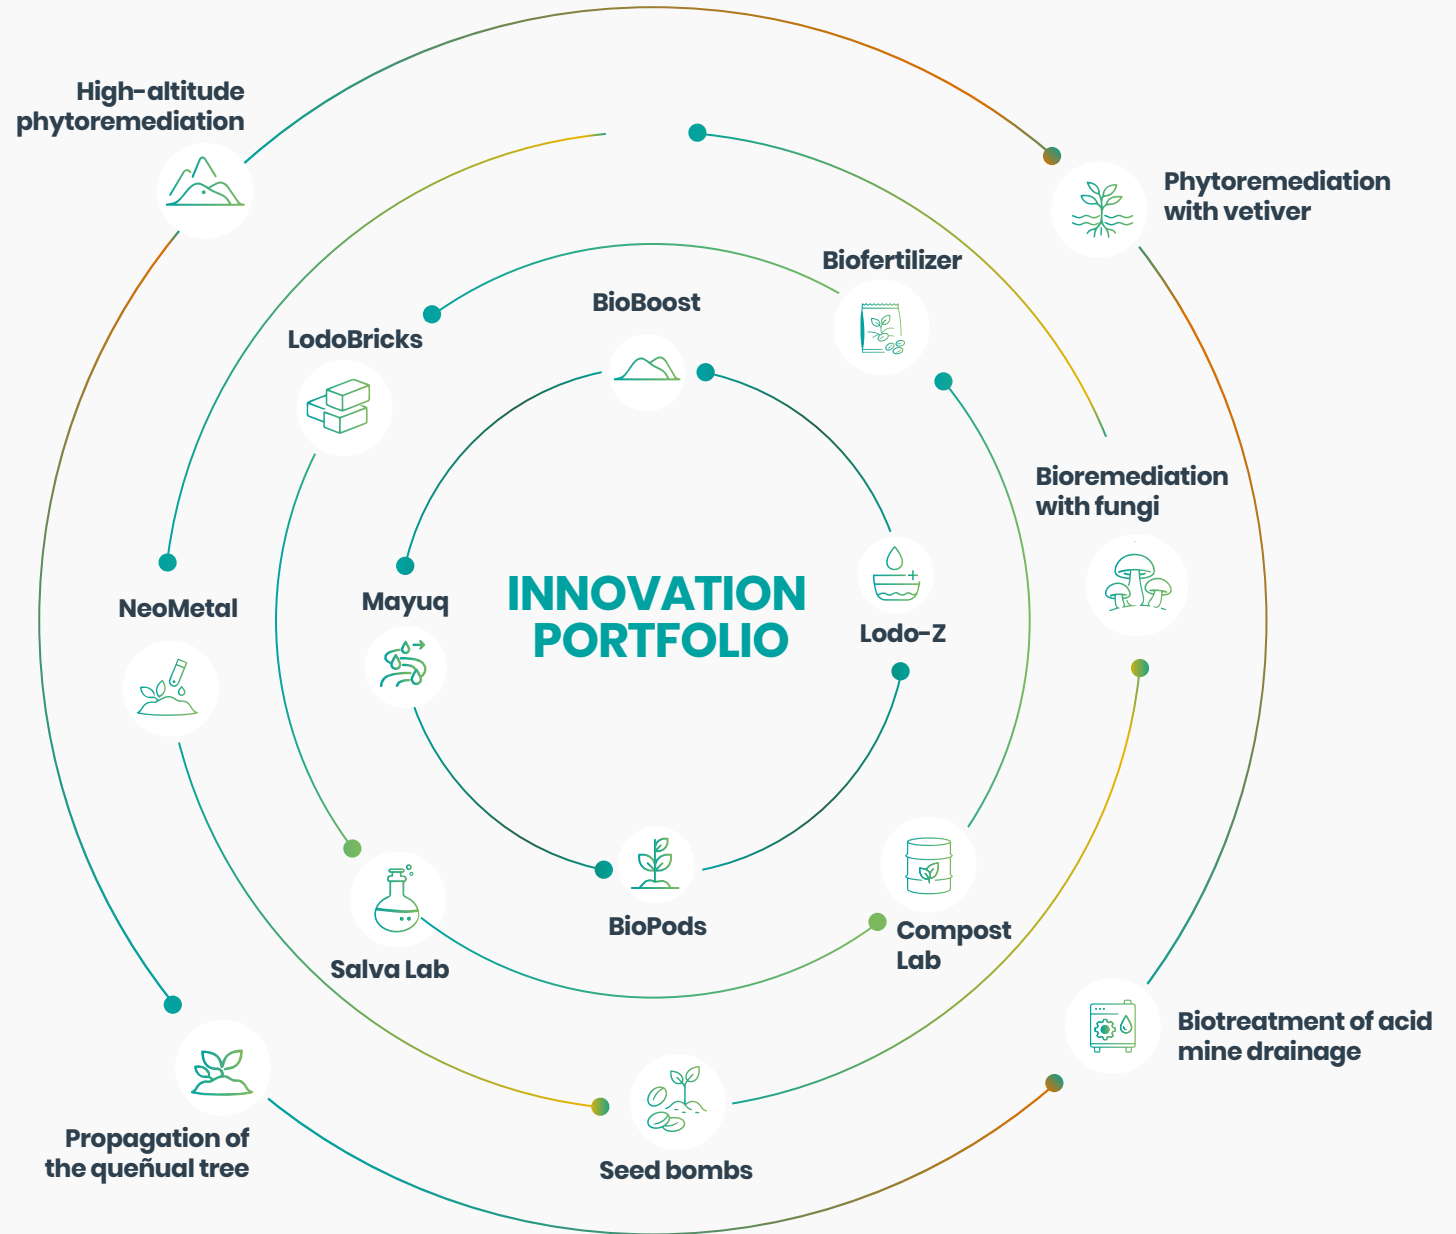 High-altitude
phytoremediation
Phytoremediation
with vetiver
Biofertilizer
BioBoost
LodoBricks
Bioremediation
with fungi
NeoMetal
Mayuq
INNOVATION
PORTFOLIO
Lodo-Z
BioPods
Compost
Lab
Salva Lab
Biotreatment of acid
mine drainage
Propagation of
the queñual tree
Seed bombs